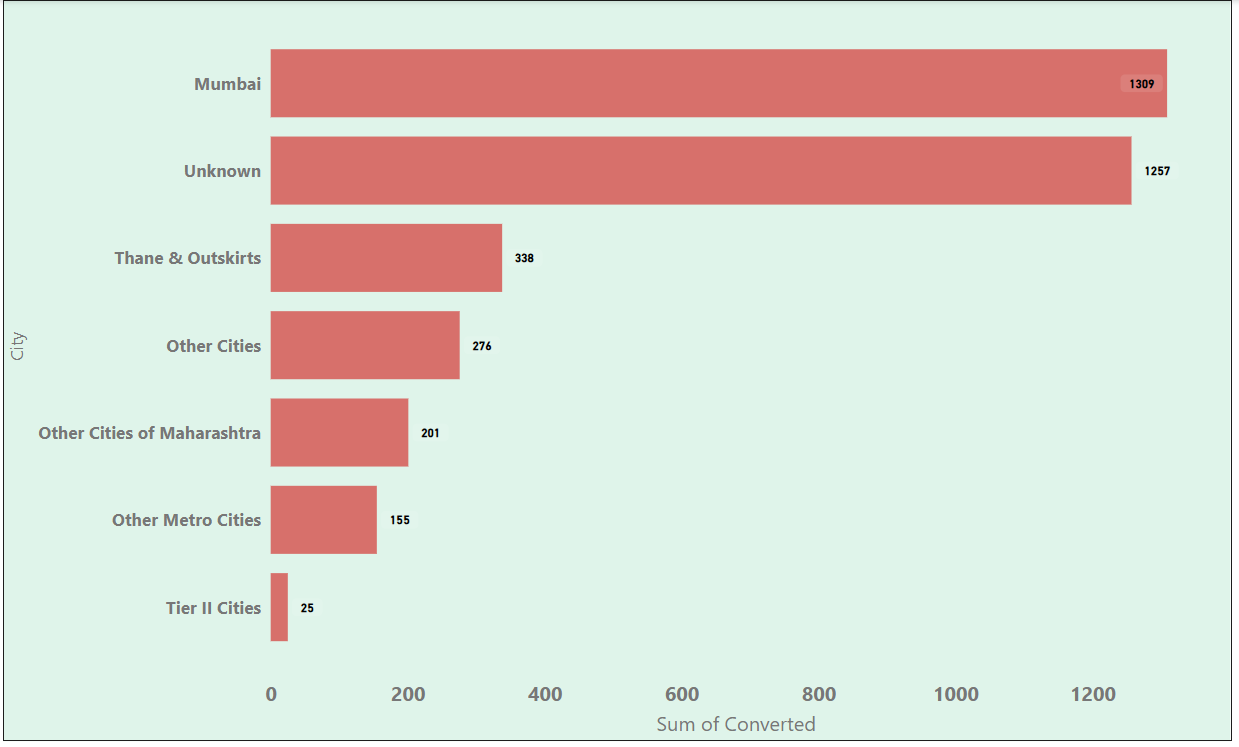 Mumbai 1309
Unknown 1257
Thane & Outskirts 338
City
Other Cities 276
Other Cities of Maharashtra 201
Other Metro Cities 155
Tier II Cities 25
0 200 400 600 800 1000 1200
Sum of Converted